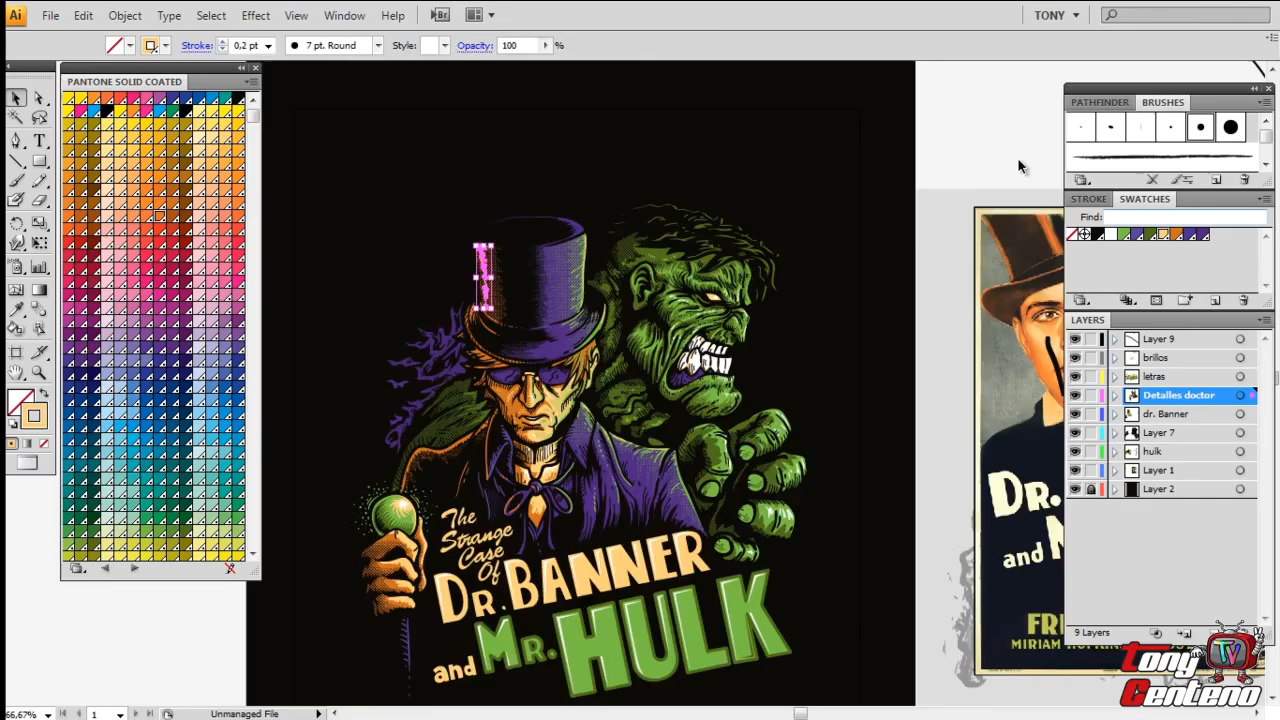 Ai File Edit Object Type Select Effect View Window Help Br TONY
Stroke: 0,2 pt 7 pt. Round Style: Opacity: 100 %
PANTONE SOLID COATED
PATHFINDER BRUSHES
STROKE SWATCHES
Find:
LAYERS
Layer 9
brillos
letras
Detalles doctor
dr. Banner
Layer 7
hulk
Layer 1
Layer 2
9 Layers
The
Strange
Case
Of
DR. BANNER
and MR. HULK
DR.
and M
FR
MIRIAM HOPKIN
Tony
TV
Centeno
66,67% 1 Unmanaged File